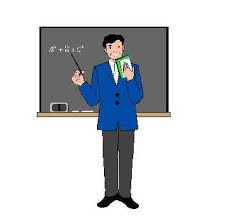 a² + b² = c²